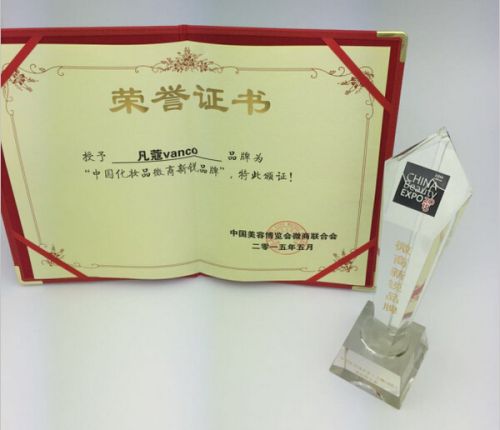 荣誉证书
授予 凡蔻vanco 品牌为
“中国化妆品微商新锐品牌”，特此颁证！
中国美容博览会微商联合会
二零一五年五月
CHINA
Beauty
EXPO
微商新锐品牌